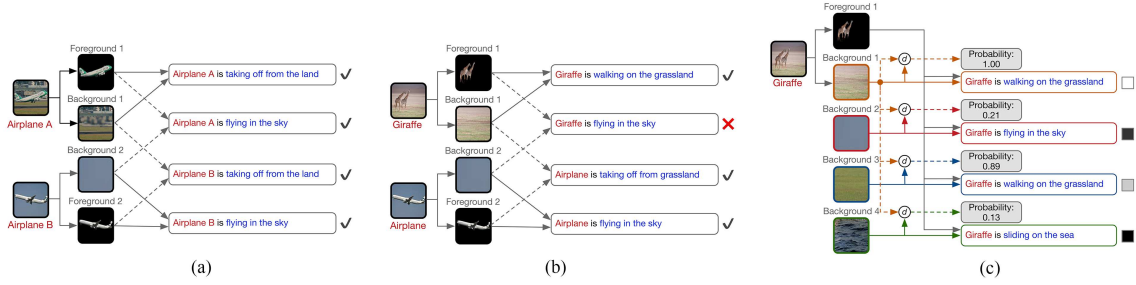 Foreground 1
Airplane A is taking off from the land
Background 1
Airplane A
Airplane A is flying in the sky
Background 2
Airplane B is taking off from the land
Foreground 2
Airplane B
Airplane B is flying in the sky
(a)
Foreground 1
Giraffe is walking on the grassland
Background 1
Giraffe
Giraffe is flying in the sky
Background 2
Airplane is taking off from grassland
Foreground 2
Airplane
Airplane is flying in the sky
(b)
Foreground 1
Giraffe
Background 1
d
Probability:
1.00
Giraffe is walking on the grassland
Background 2
d
Probability:
0.21
Giraffe is flying in the sky
Background 3
d
Probability:
0.89
Giraffe is walking on the grassland
Background 4
d
Probability:
0.13
Giraffe is sliding on the sea
(c)